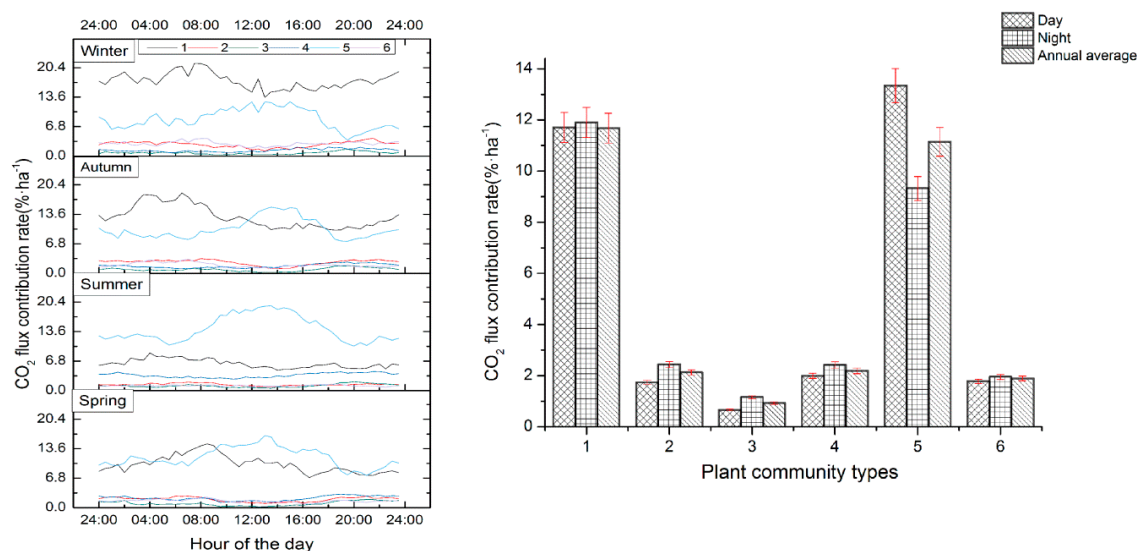 24:00 04:00 08:00 12:00 16:00 20:00 24:00
Winter
1 2 3 4 5 6
20.4
13.6
6.8
0.0
Autumn
20.4
13.6
6.8
0.0
Summer
20.4
13.6
6.8
0.0
Spring
20.4
13.6
6.8
0.0
24:00 04:00 08:00 12:00 16:00 20:00 24:00
Hour of the day
CO₂ flux contribution rate(%·ha⁻¹)
Day
Night
Annual average
14
12
10
8
6
4
2
0
1 2 3 4 5 6
Plant community types
CO₂ flux contribution rate(%·ha⁻¹)